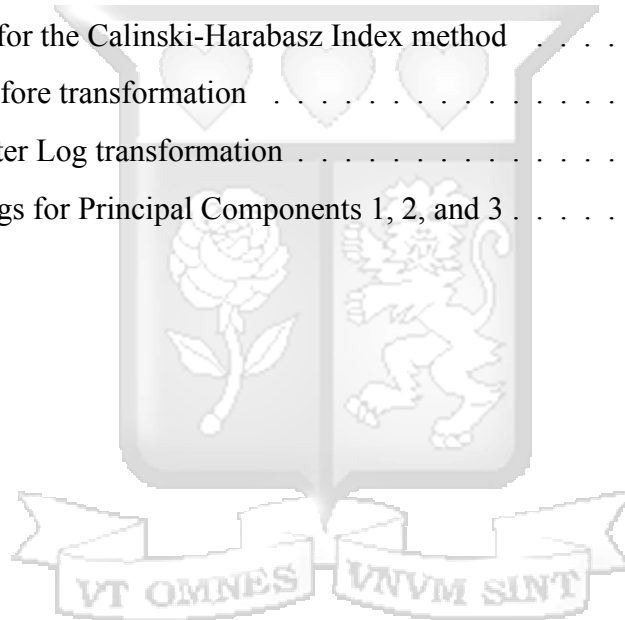 for the Calinski-Harabasz Index method . . . .
fore transformation . . . . . . . . . . . . . . .
ter Log transformation . . . . . . . . . . . . . .
gs for Principal Components 1, 2, and 3 . . . . .
VT OMNES VNVM SINT